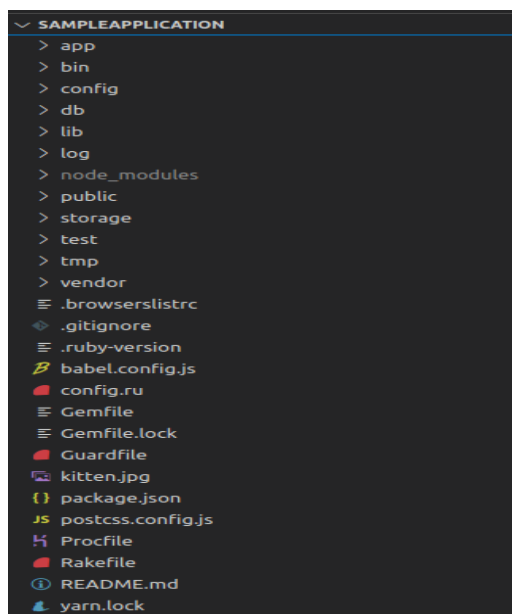 SAMPLEAPPLICATION
app
bin
config
db
lib
log
node_modules
public
storage
test
tmp
vendor
.browserslistrc
.gitignore
.ruby-version
babel.config.js
config.ru
Gemfile
Gemfile.lock
Guardfile
kitten.jpg
package.json
JS postcss.config.js
Procfile
Rakefile
README.md
yarn.lock